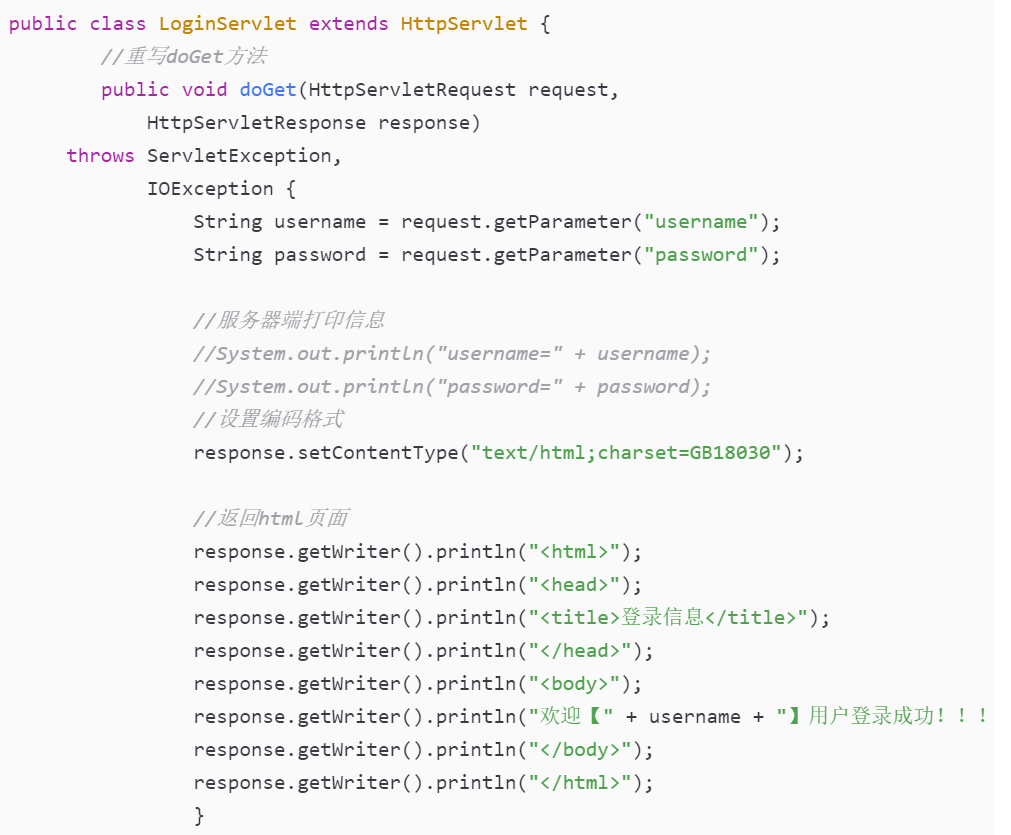 public class LoginServlet extends HttpServlet {
//重写doGet方法
public void doGet(HttpServletRequest request,
HttpServletResponse response)
throws ServletException,
IOException {
String username = request.getParameter("username");
String password = request.getParameter("password");
//服务器端打印信息
//System.out.println("username=" + username);
//System.out.println("password=" + password);
//设置编码格式
response.setContentType("text/html;charset=GB18030");
//返回html页面
response.getWriter().println("<html>");
response.getWriter().println("<head>");
response.getWriter().println("<title>登录信息</title>");
response.getWriter().println("</head>");
response.getWriter().println("<body>");
response.getWriter().println("欢迎【" + username + "】用户登录成功！！！
response.getWriter().println("</body>");
response.getWriter().println("</html>");
}